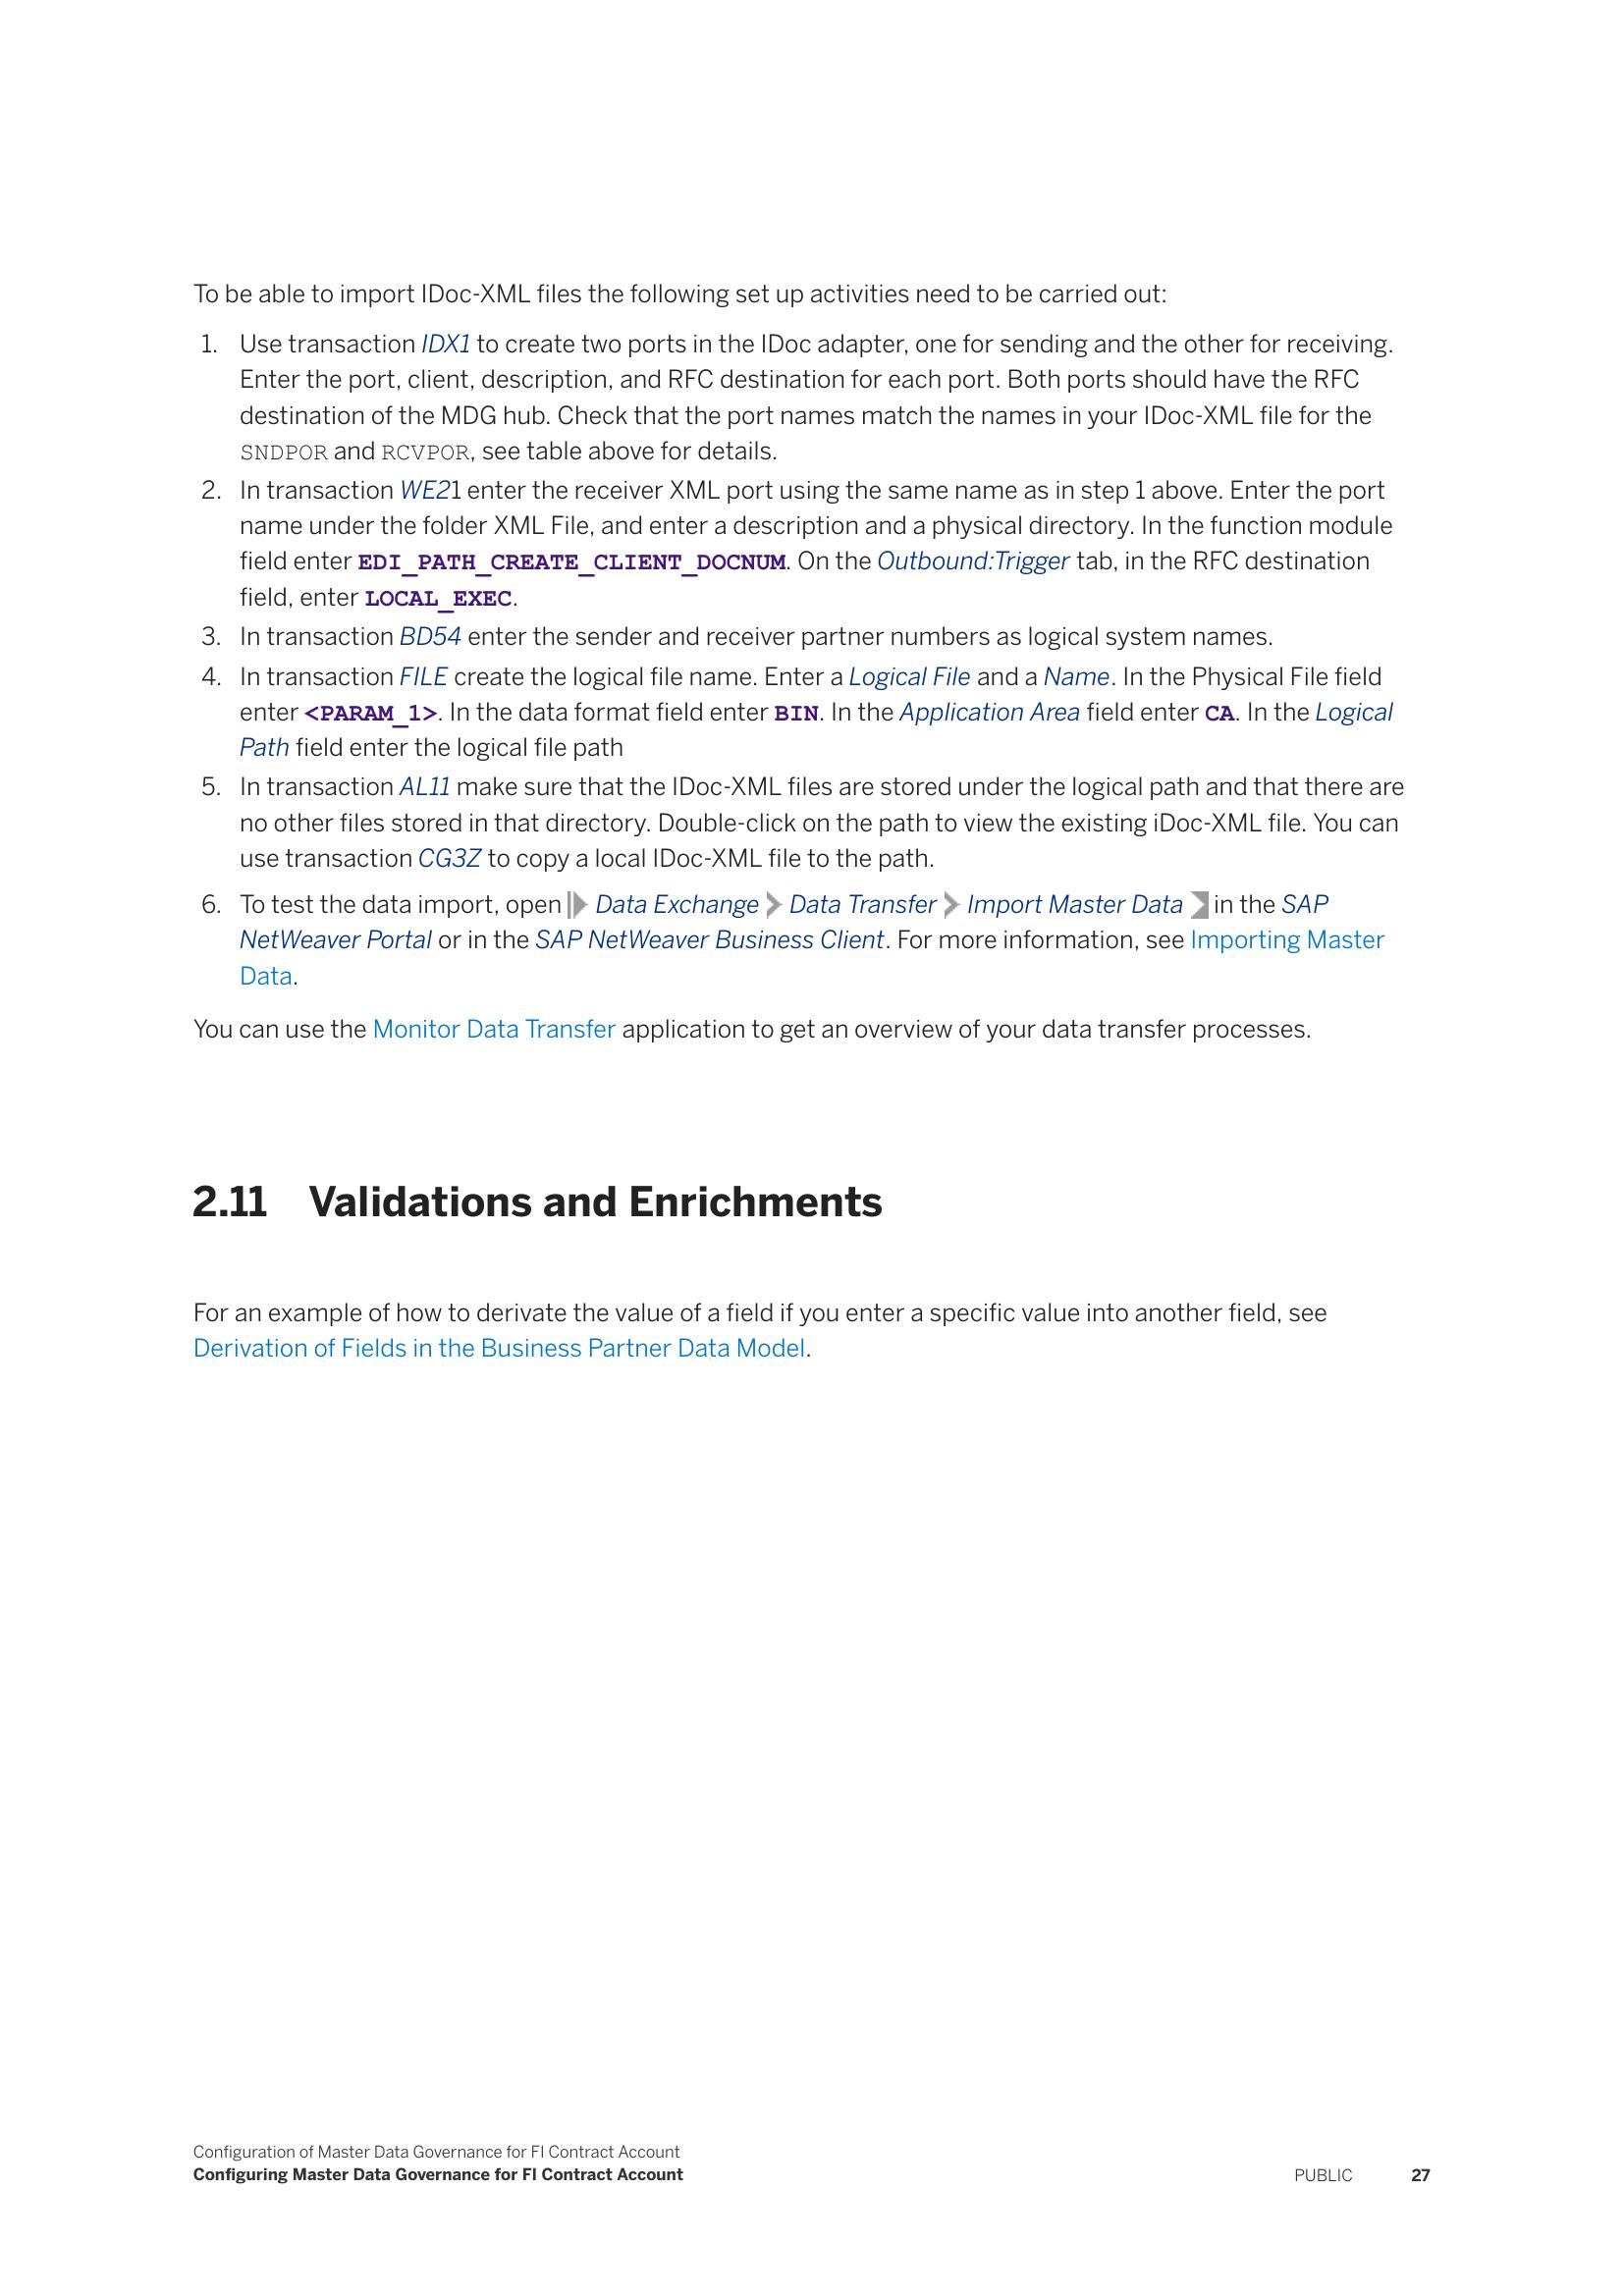 To be able to import IDoc-XML files the following set up activities need to be carried out:
1. Use transaction IDX1 to create two ports in the IDoc adapter, one for sending and the other for receiving.
Enter the port, client, description, and RFC destination for each port. Both ports should have the RFC
destination of the MDG hub. Check that the port names match the names in your IDoc-XML file for the
SNDPOR and RCVPOR, see table above for details.
2. In transaction WE21 enter the receiver XML port using the same name as in step 1 above. Enter the port
name under the folder XML File, and enter a description and a physical directory. In the function module
field enter EDI_PATH_CREATE_CLIENT_DOCNUM. On the Outbound:Trigger tab, in the RFC destination
field, enter LOCAL_EXEC.
3. In transaction BD54 enter the sender and receiver partner numbers as logical system names.
4. In transaction FILE create the logical file name. Enter a Logical File and a Name. In the Physical File field
enter <PARAM_1>. In the data format field enter BIN. In the Application Area field enter CA. In the Logical
Path field enter the logical file path
5. In transaction AL11 make sure that the IDoc-XML files are stored under the logical path and that there are
no other files stored in that directory. Double-click on the path to view the existing iDoc-XML file. You can
use transaction CG3Z to copy a local IDoc-XML file to the path.
6. To test the data import, open Data Exchange Data Transfer Import Master Data in the SAP
NetWeaver Portal or in the SAP NetWeaver Business Client. For more information, see Importing Master
Data.
You can use the Monitor Data Transfer application to get an overview of your data transfer processes.
2.11 Validations and Enrichments
For an example of how to derivate the value of a field if you enter a specific value into another field, see
Derivation of Fields in the Business Partner Data Model.
Configuration of Master Data Governance for FI Contract Account
Configuring Master Data Governance for FI Contract Account
PUBLIC 27